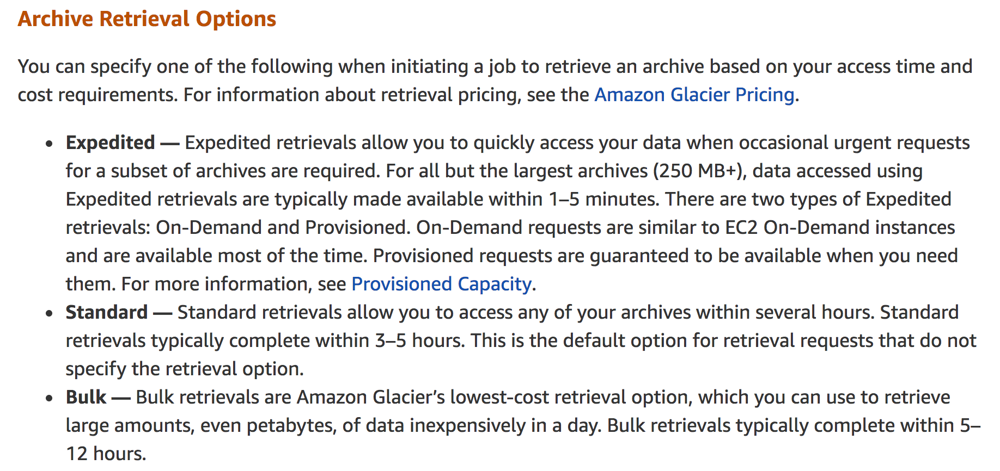 Archive Retrieval Options
You can specify one of the following when initiating a job to retrieve an archive based on your access time and
cost requirements. For information about retrieval pricing, see the Amazon Glacier Pricing.
• Expedited — Expedited retrievals allow you to quickly access your data when occasional urgent requests
for a subset of archives are required. For all but the largest archives (250 MB+), data accessed using
Expedited retrievals are typically made available within 1–5 minutes. There are two types of Expedited
retrievals: On-Demand and Provisioned. On-Demand requests are similar to EC2 On-Demand instances
and are available most of the time. Provisioned requests are guaranteed to be available when you need
them. For more information, see Provisioned Capacity.
• Standard — Standard retrievals allow you to access any of your archives within several hours. Standard
retrievals typically complete within 3–5 hours. This is the default option for retrieval requests that do not
specify the retrieval option.
• Bulk — Bulk retrievals are Amazon Glacier’s lowest-cost retrieval option, which you can use to retrieve
large amounts, even petabytes, of data inexpensively in a day. Bulk retrievals typically complete within 5–
12 hours.